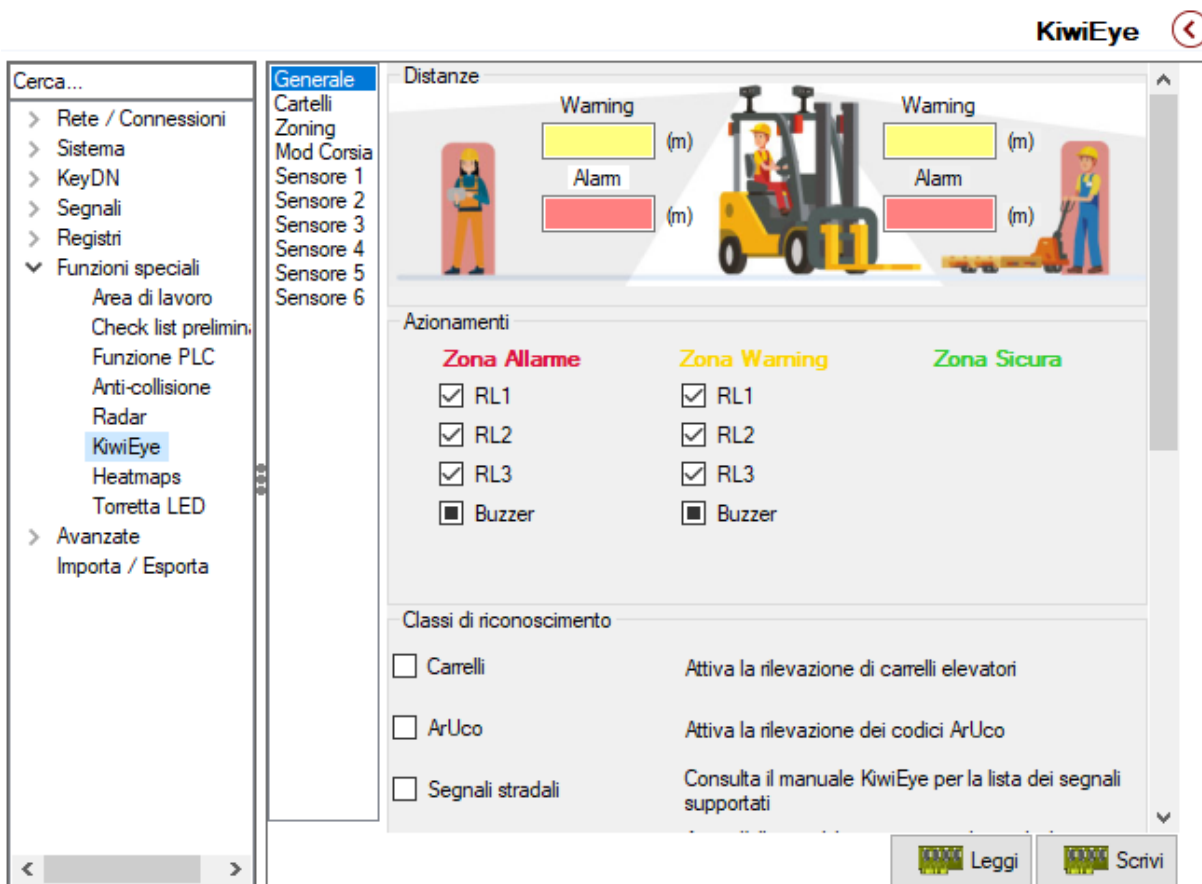 KiwiEye
Cerca...
Rete / Connessioni
Sistema
KeyDN
Segnali
Registri
Funzioni speciali
Area di lavoro
Check list prelimin
Funzione PLC
Anti-collisione
Radar
KiwiEye
Heatmaps
Torretta LED
Avanzate
Importa / Esporta
Generale
Cartelli
Zoning
Mod Corsia
Sensore 1
Sensore 2
Sensore 3
Sensore 4
Sensore 5
Sensore 6
Distanze
Warning
Warning
(m)
(m)
Alarm
Alarm
(m)
(m)
Azionamenti
Zona Allarme
Zona Warning
Zona Sicura
RL1
RL1
RL2
RL2
RL3
RL3
Buzzer
Buzzer
Classi di riconoscimento
Carrelli
Attiva la rilevazione di carrelli elevatori
ArUco
Attiva la rilevazione dei codici ArUco
Segnali stradali
Consulta il manuale KiwiEye per la lista dei segnali
supportati
Leggi
Scrivi